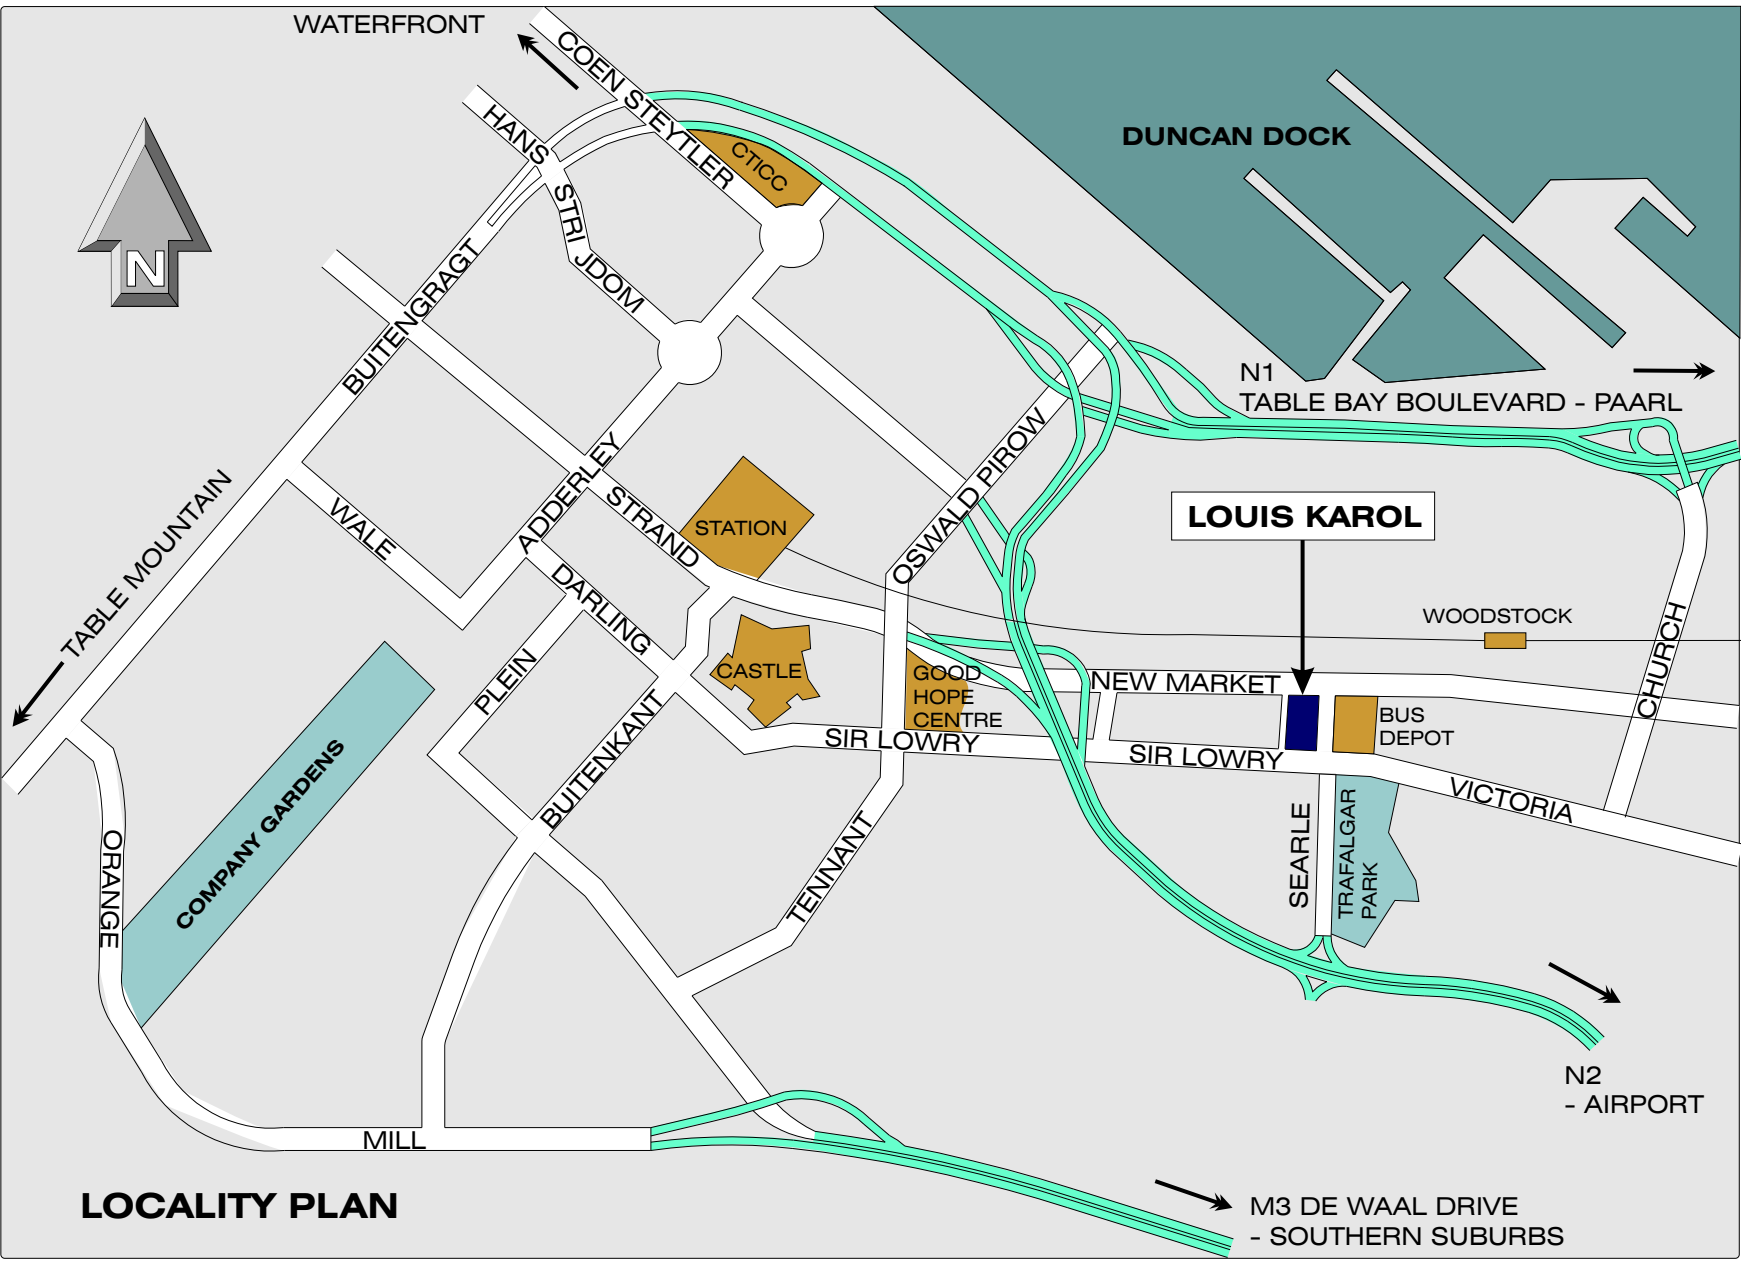 WATERFRONT
COEN STEYTLER
HANS
STRIJDOM
CTICC
DUNCAN DOCK
N
BUITENGRAGT
N1
TABLE BAY BOULEVARD - PAARL
OSWALD PIROW
ADDERLEY
STRAND
STATION
WALE
TABLE MOUNTAIN
LOUIS KAROL
DARLING
WOODSTOCK
CHURCH
CASTLE
GOOD
HOPE
CENTRE
NEW MARKET
PLEIN
BUITENKANT
SIR LOWRY
SIR LOWRY
BUS
DEPOT
VICTORIA
COMPANY GARDENS
ORANGE
TENNANT
SEARLE
TRAFALGAR
PARK
N2
- AIRPORT
MILL
LOCALITY PLAN
M3 DE WAAL DRIVE
- SOUTHERN SUBURBS